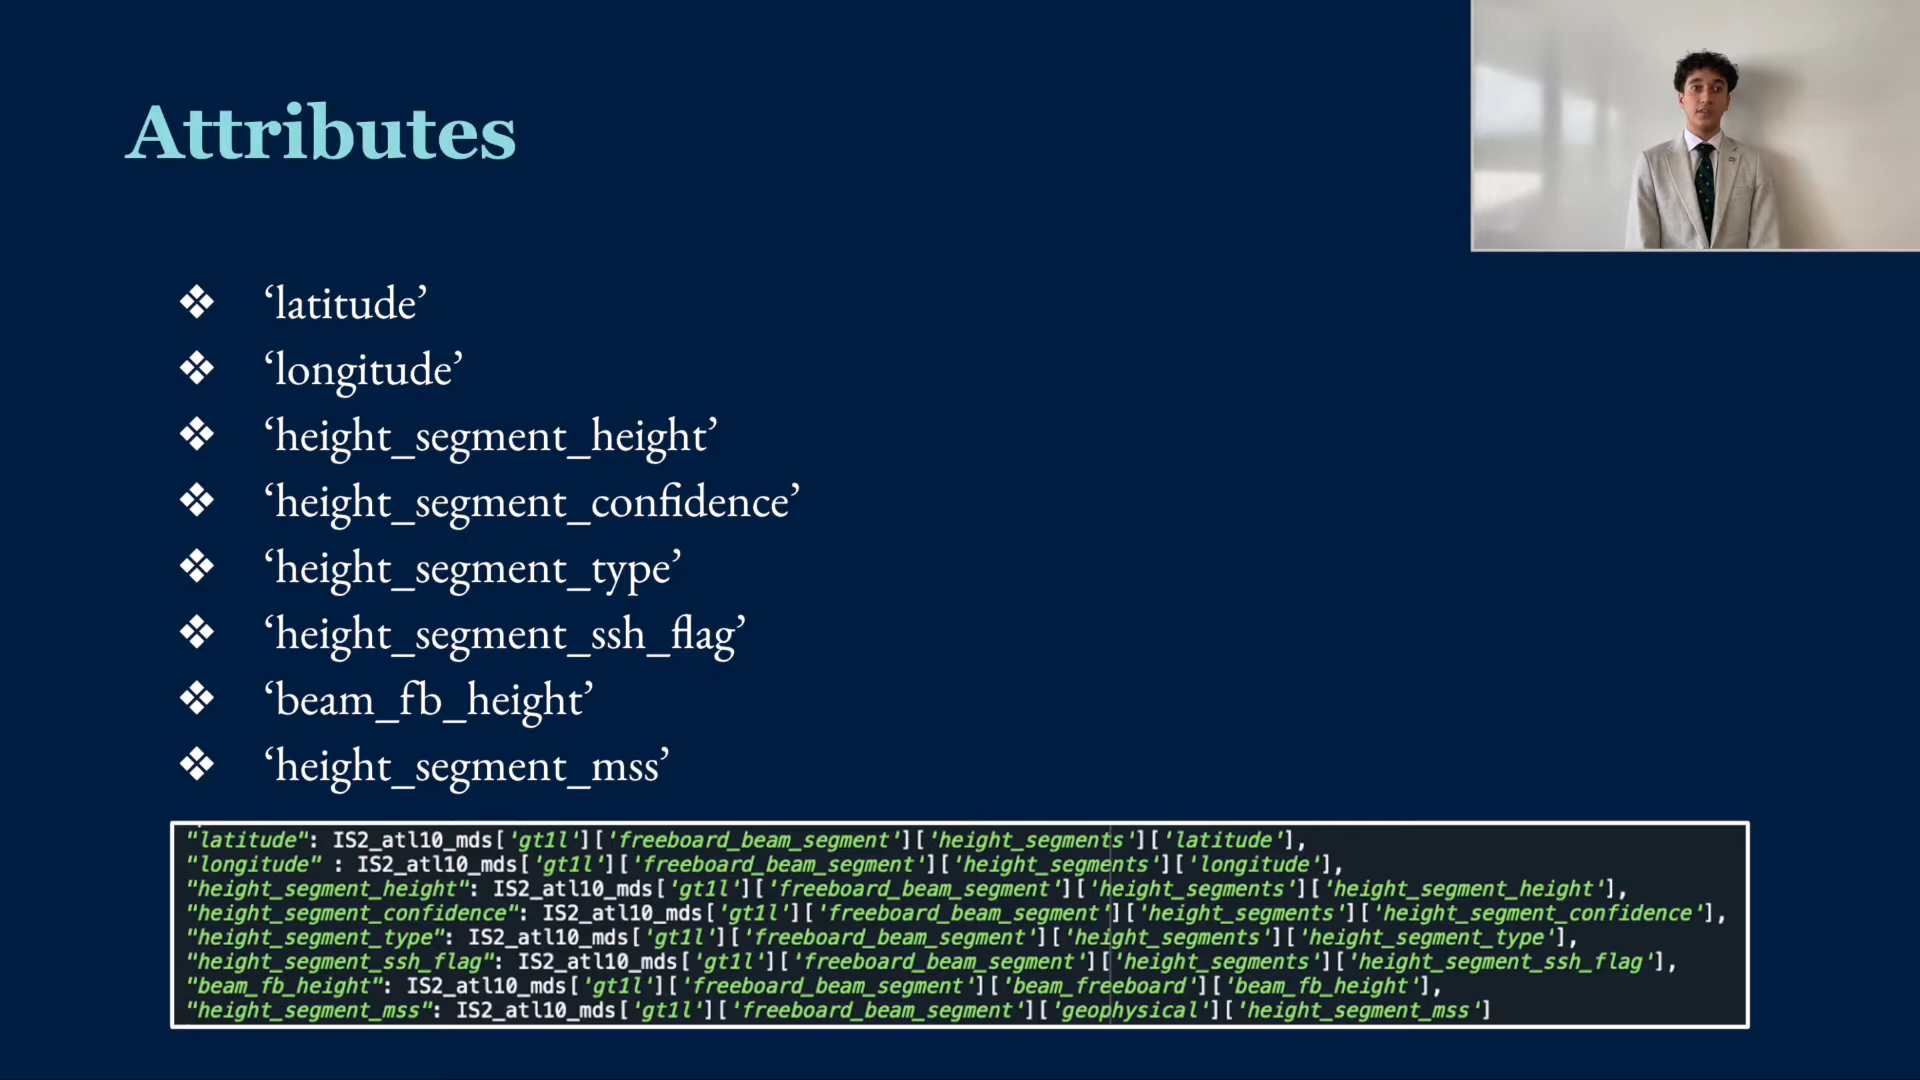 Attributes
❖ ‘latitude’
❖ ‘longitude’
❖ ‘height_segment_height’
❖ ‘height_segment_confidence’
❖ ‘height_segment_type’
❖ ‘height_segment_ssh_flag’
❖ ‘beam_fb_height’
❖ ‘height_segment_mss’
"latitude": IS2_atl10_mds['gt1l']['freeboard_beam_segment']['height_segments']['latitude'],
"longitude" : IS2_atl10_mds['gt1l']['freeboard_beam_segment']['height_segments']['longitude'],
"height_segment_height": IS2_atl10_mds['gt1l']['freeboard_beam_segment']['height_segments']['height_segment_height'],
"height_segment_confidence": IS2_atl10_mds['gt1l']['freeboard_beam_segment']['height_segments']['height_segment_confidence'],
"height_segment_type": IS2_atl10_mds['gt1l']['freeboard_beam_segment']['height_segments']['height_segment_type'],
"height_segment_ssh_flag": IS2_atl10_mds['gt1l']['freeboard_beam_segment']['height_segments']['height_segment_ssh_flag'],
"beam_fb_height": IS2_atl10_mds['gt1l']['freeboard_beam_segment']['beam_freeboard']['beam_fb_height'],
"height_segment_mss": IS2_atl10_mds['gt1l']['freeboard_beam_segment']['geophysical']['height_segment_mss']